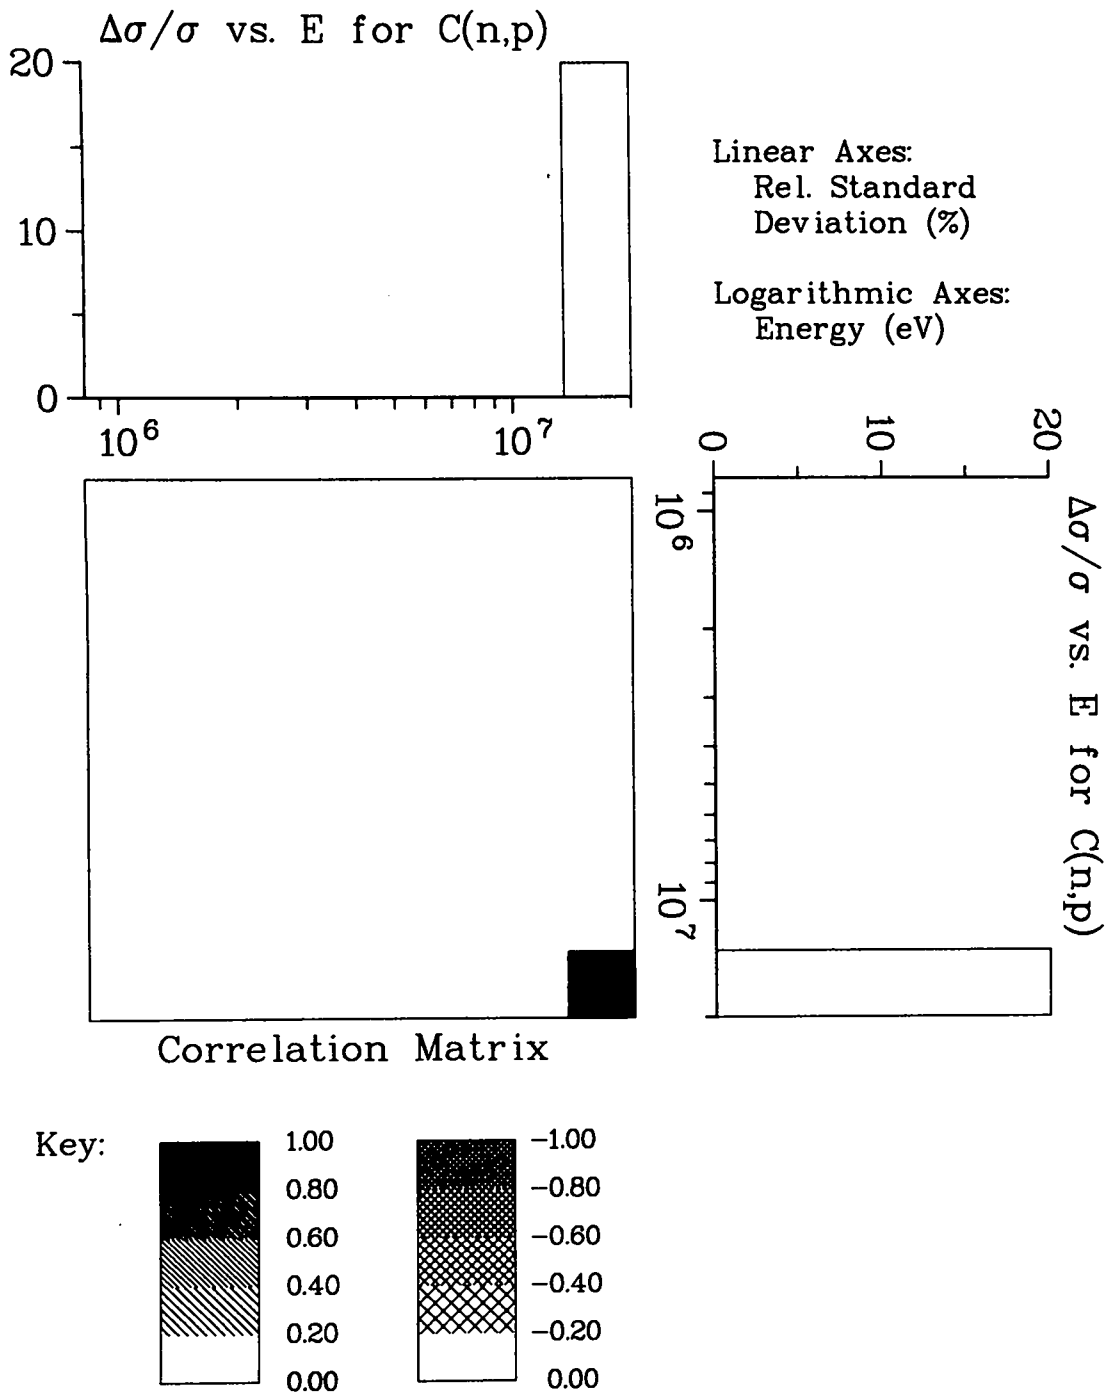 Δσ/σ vs. E for C(n,p)
20
10
0
10^6
10^7
Linear Axes:
Rel. Standard
Deviation (%)
Logarithmic Axes:
Energy (eV)
0
10
20
10^6
10^7
Δσ/σ vs. E for C(n,p)
Correlation Matrix
Key:
1.00
0.80
0.60
0.40
0.20
0.00
-1.00
-0.80
-0.60
-0.40
-0.20
0.00